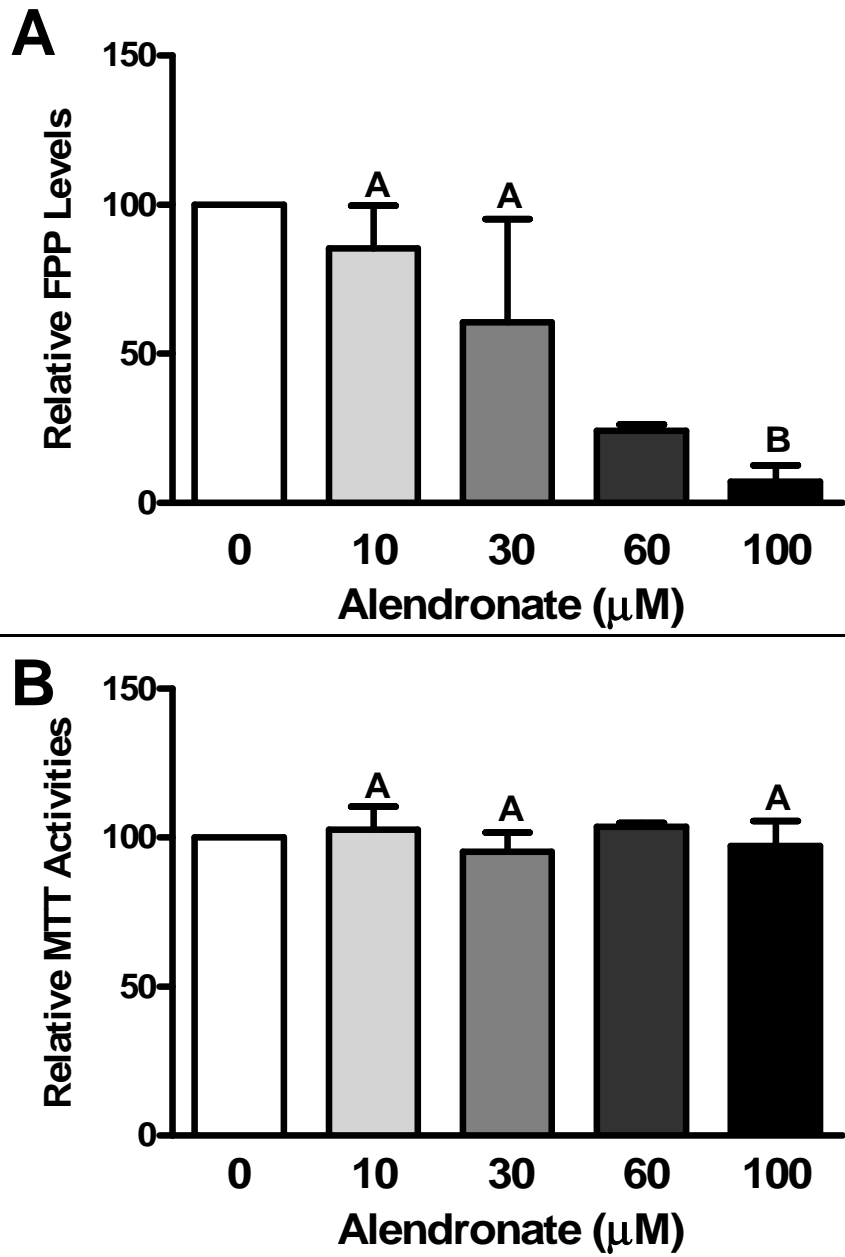 A
150
100
50
0
Relative FPP Levels
A
A
B
0 10 30 60 100
Alendronate (μM)
B
150
100
50
0
Relative MTT Activities
A
A
A
0 10 30 60 100
Alendronate (μM)